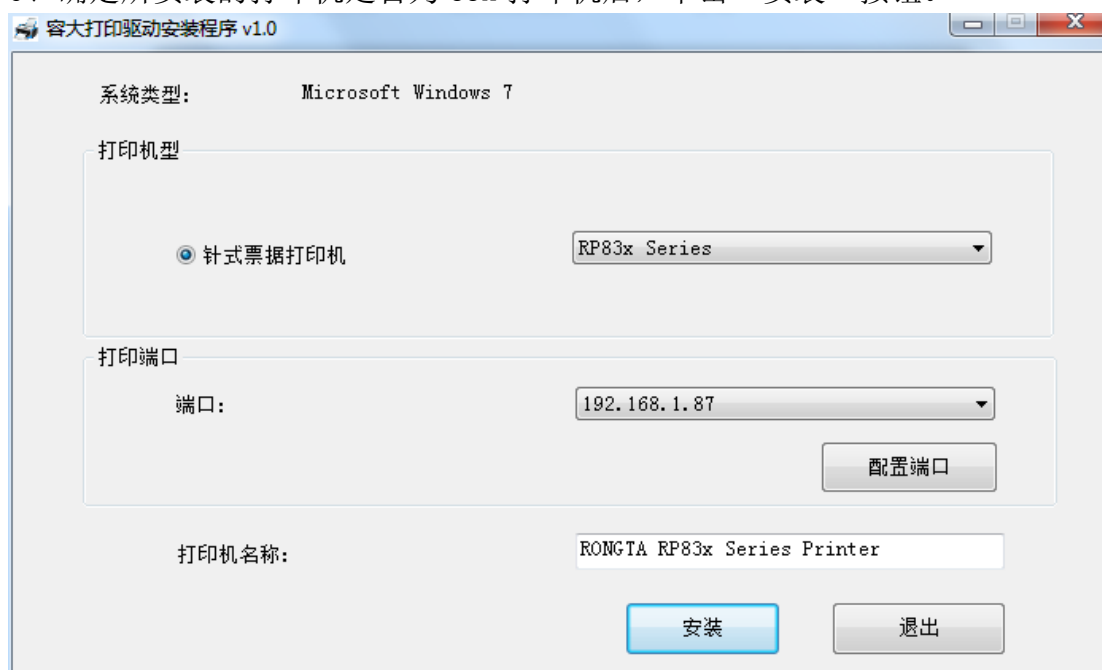 容大打印驱动安装程序 v1.0
系统类型: Microsoft Windows 7
打印机型
针式票据打印机 RP83x Series
打印端口
端口: 192.168.1.87
配置端口
打印机名称: RONGTA RP83x Series Printer
安装 退出